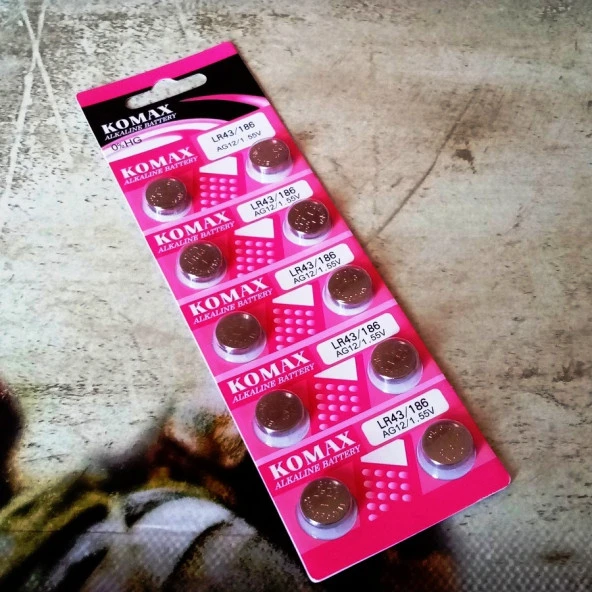 KOMAX
ALKALINE BATTERY
0%HG
LR43/186
AG12/1.55V
KOMAX
ALKALINE BATTERY
LR43/186
AG12/1.55V
KOMAX
ALKALINE BATTERY
LR43/186
AG12/1.55V
KOMAX
ALKALINE BATTERY
LR43/186
AG12/1.55V
KOMAX
ALKALINE BATTERY
LR43/186
AG12/1.55V
KOMAX
ALKALINE BATTERY